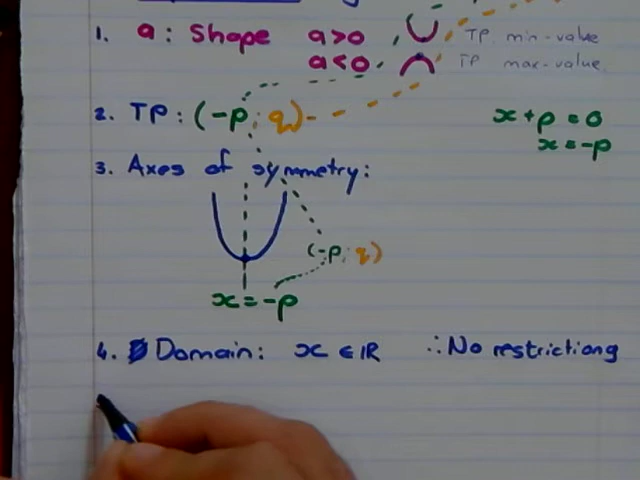 1. a: Shape a>0 TP min-value
a<0 TP max-value
2. TP: (-p; q)
x+p=0
x=-p
3. Axes of symmetry:
(-p; q)
x=-p
4. Domain: x ∈ IR ∴ No restrictions